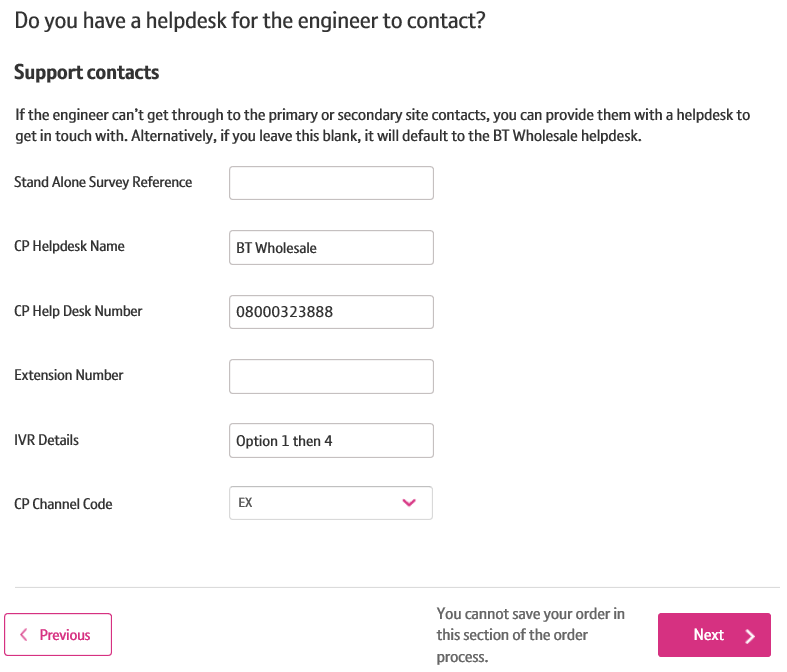 Do you have a helpdesk for the engineer to contact?
Support contacts
If the engineer can't get through to the primary or secondary site contacts, you can provide them with a helpdesk to
get in touch with. Alternatively, if you leave this blank, it will default to the BT Wholesale helpdesk.
Stand Alone Survey Reference
CP Helpdesk Name
BT Wholesale
CP Help Desk Number
08000323888
Extension Number
IVR Details
Option 1 then 4
CP Channel Code
EX
Previous
You cannot save your order in
this section of the order
process.
Next